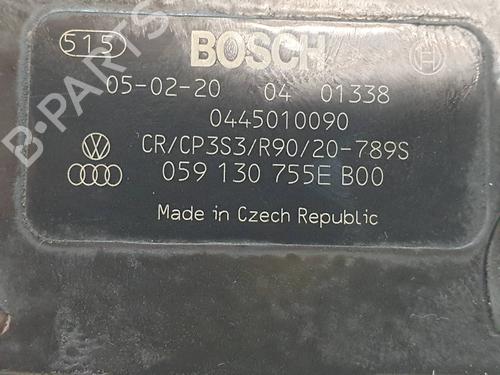 515 BOSCH
05-02-20 04 01338
0445010090
CR/CP3S3/R90/20-789S
059 130 755E B00
Made in Czech Republic
B-PARTS